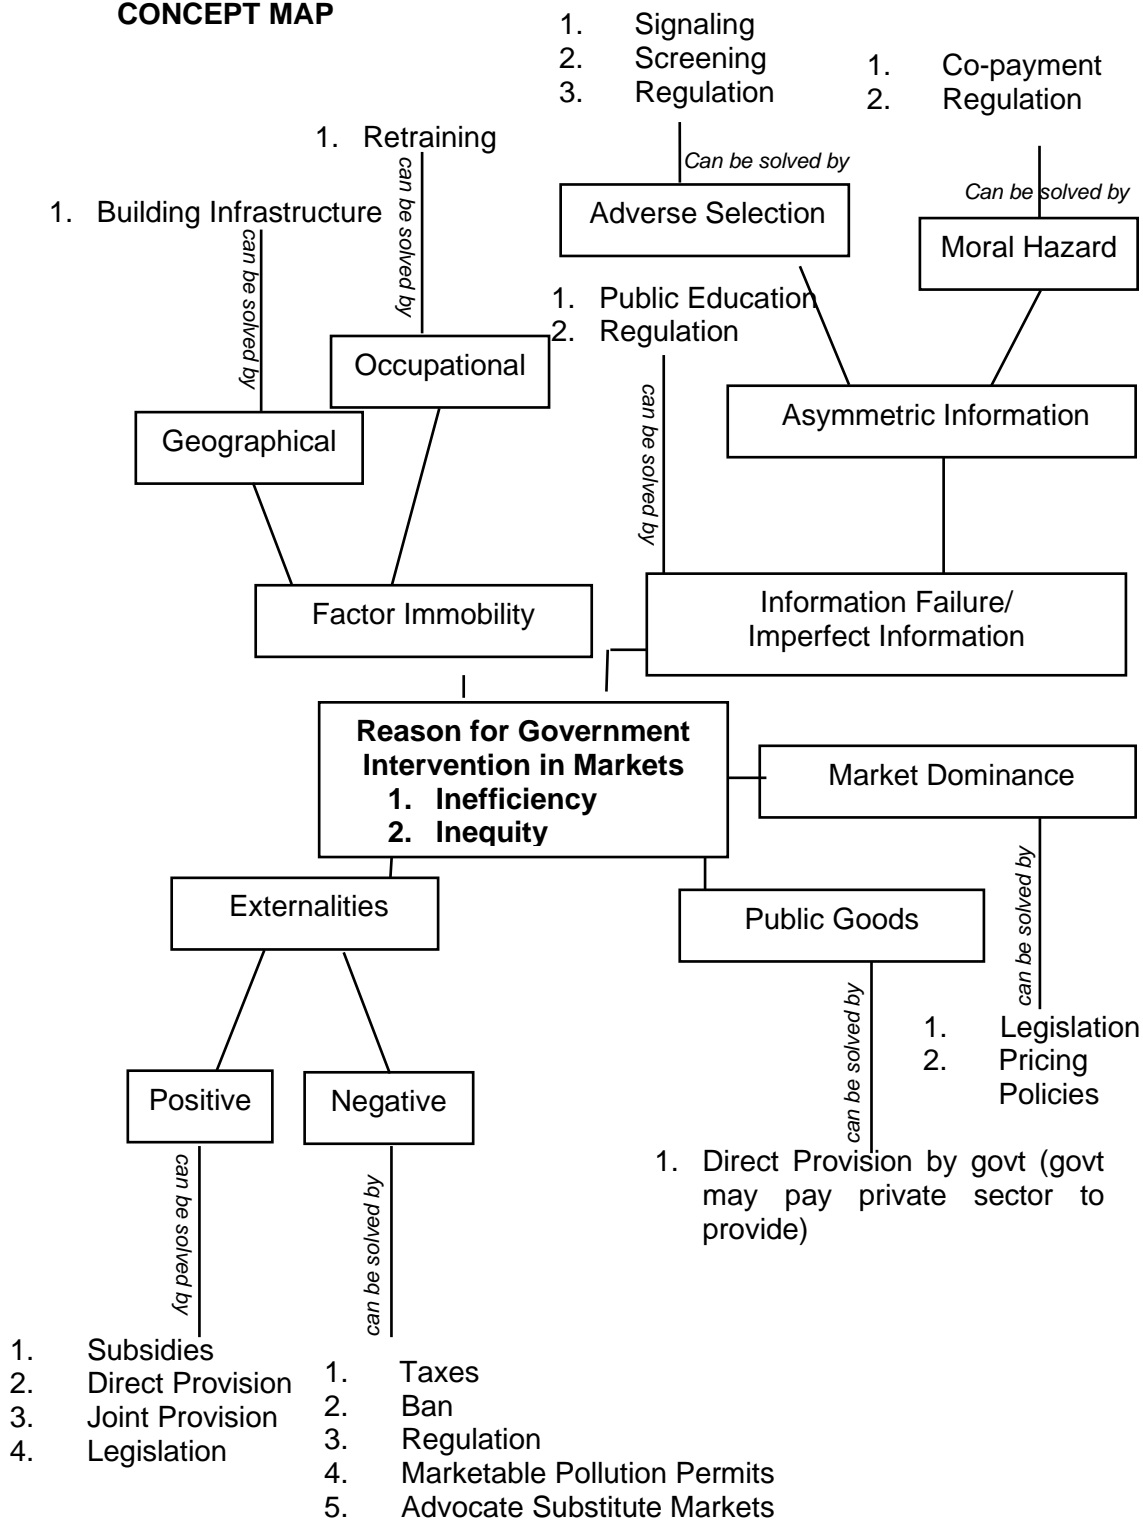 CONCEPT MAP
1. Signaling
2. Screening
3. Regulation
1. Co-payment
2. Regulation
1. Retraining
Can be solved by
can be solved by
Can be solved by
1. Building Infrastructure
Adverse Selection
Moral Hazard
can be solved by
1. Public Education
2. Regulation
Occupational
can be solved by
Asymmetric Information
Geographical
Factor Immobility
Information Failure/
Imperfect Information
Reason for Government
Intervention in Markets
1. Inefficiency
2. Inequity
Market Dominance
can be solved by
Externalities
Public Goods
can be solved by
1. Legislation
2. Pricing
Policies
Positive
Negative
can be solved by
can be solved by
1. Direct Provision by govt (govt
may pay private sector to
provide)
1. Subsidies
2. Direct Provision
3. Joint Provision
4. Legislation
1. Taxes
2. Ban
3. Regulation
4. Marketable Pollution Permits
5. Advocate Substitute Markets